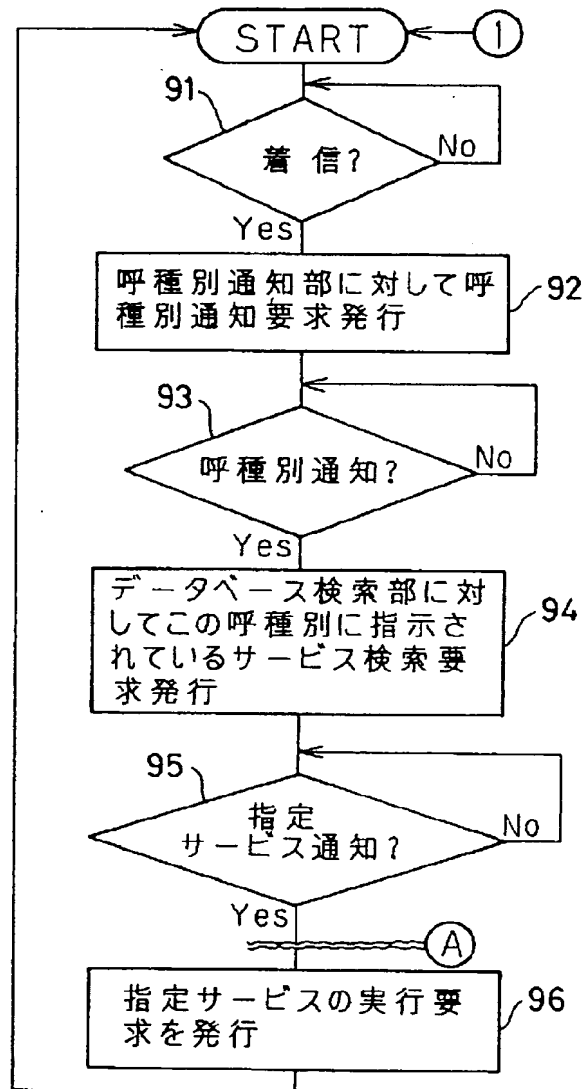 START
①
91
着信?
No
Yes
呼種別通知部に対して呼
種別通知要求発行
92
93
呼種別通知?
No
Yes
データベース検索部に対
してこの呼種別に指示さ
れているサービス検索要
求発行
94
95
指定
サービス通知?
No
Yes
Ⓐ
指定サービスの実行要
求を発行
96